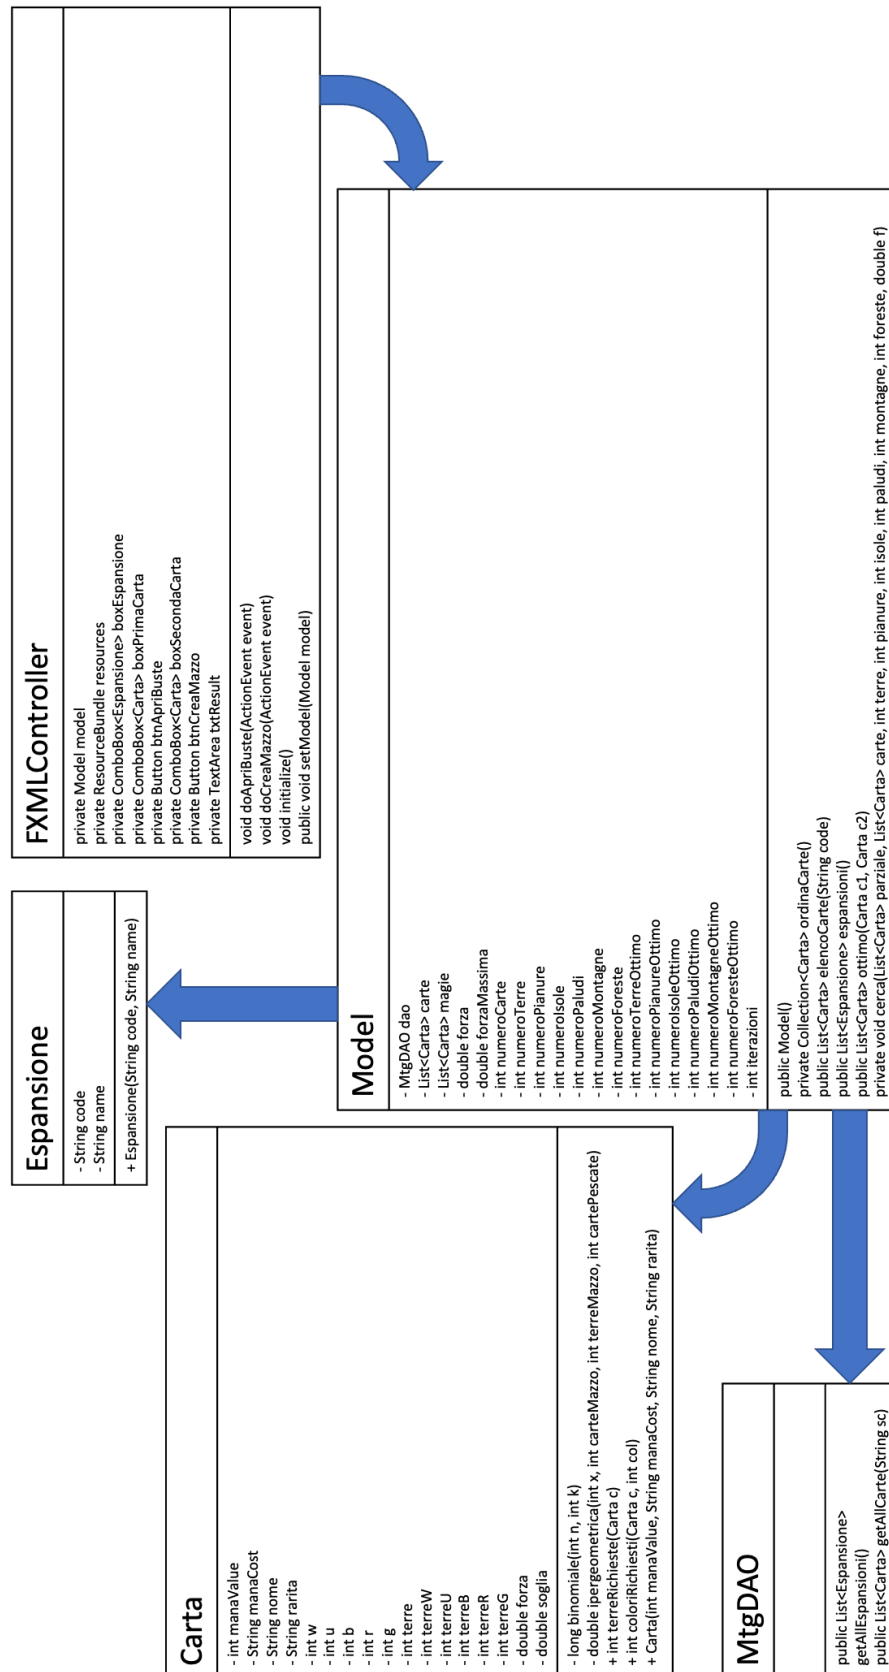 Carta
- int manaValue
- String manaCost
- String nome
- String rarita
- int w
- int u
- int b
- int r
- int g
- int terre
- int terreW
- int terreU
- int terreB
- int terreR
- int terreG
- double forza
- double soglia
- long binomiale(int n, int k)
- double ipergeometrica(int x, int carteMazzo, int terreMazzo, int cartePescate)
+ int terreRichieste(Carta c)
+ int coloriRichiesti(Carta c, int col)
+ Carta(int manaValue, String manaCost, String nome, String rarita)
MtgDAO
public List<Espansione>
getAllEspansioni()
public List<Carta> getAllCarte(String sc)
Espansione
- String code
- String name
+ Espansione(String code, String name)
Model
- MtgDAO dao
- List<Carta> carte
- List<Carta> magie
- double forza
- double forzaMassima
- int numeroCarte
- int numeroTerre
- int numeroPianure
- int numeroIsole
- int numeroPaludi
- int numeroMontagne
- int numeroForeste
- int numeroTerreOttimo
- int numeroPianureOttimo
- int numeroIsoleOttimo
- int numeroPaludiOttimo
- int numeroMontagneOttimo
- int numeroForesteOttimo
- int iterazioni
public Model()
private Collection<Carta> ordinaCarte()
public List<Carta> elencoCarte(String code)
public List<Espansione> espansioni()
public List<Carta> ottimo(Carta c1, Carta c2)
private void cerca(List<Carta> parziale, List<Carta> carte, int terre, int pianure, int isole, int paludi, int montagne, int foreste, double f)
FXMLController
private Model model
private ResourceBundle resources
private ComboBox<Espansione> boxEspansione
private ComboBox<Carta> boxPrimaCarta
private Button btnApriBuste
private ComboBox<Carta> boxSecondaCarta
private Button btnCreaMazzo
private TextArea txtResult
void doApriBuste(ActionEvent event)
void doCreaMazzo(ActionEvent event)
void initialize()
public void setModel(Model model)